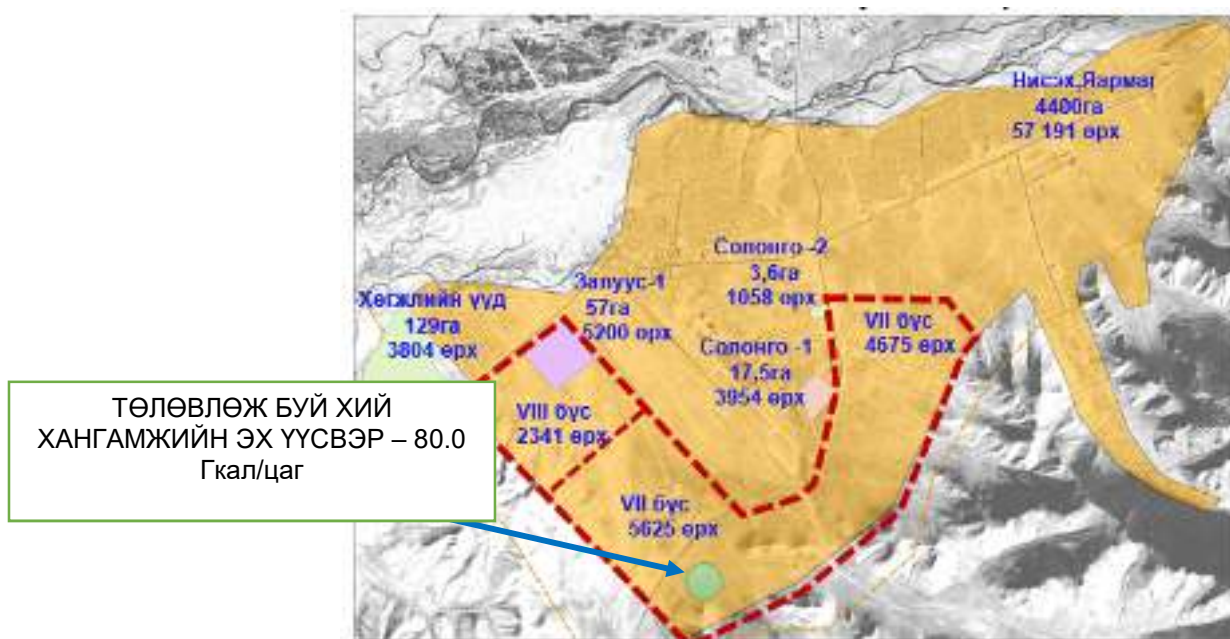 Нисэх,Яармаг
4400га
57 191 өрх
Солонго -2
3,6га
1058 өрх
Залуус-1
57га
5200 өрх
Хөгжлийн үүд
129га
3804 өрх
VII бүс
4675 өрх
Солонго -1
17,5га
3954 өрх
ТӨЛӨВЛӨЖ БУЙ ХИЙ
ХАНГАМЖИЙН ЭХ ҮҮСВЭР – 80.0
Гкал/цаг
VIII бүс
2341 өрх
VII бүс
5625 өрх